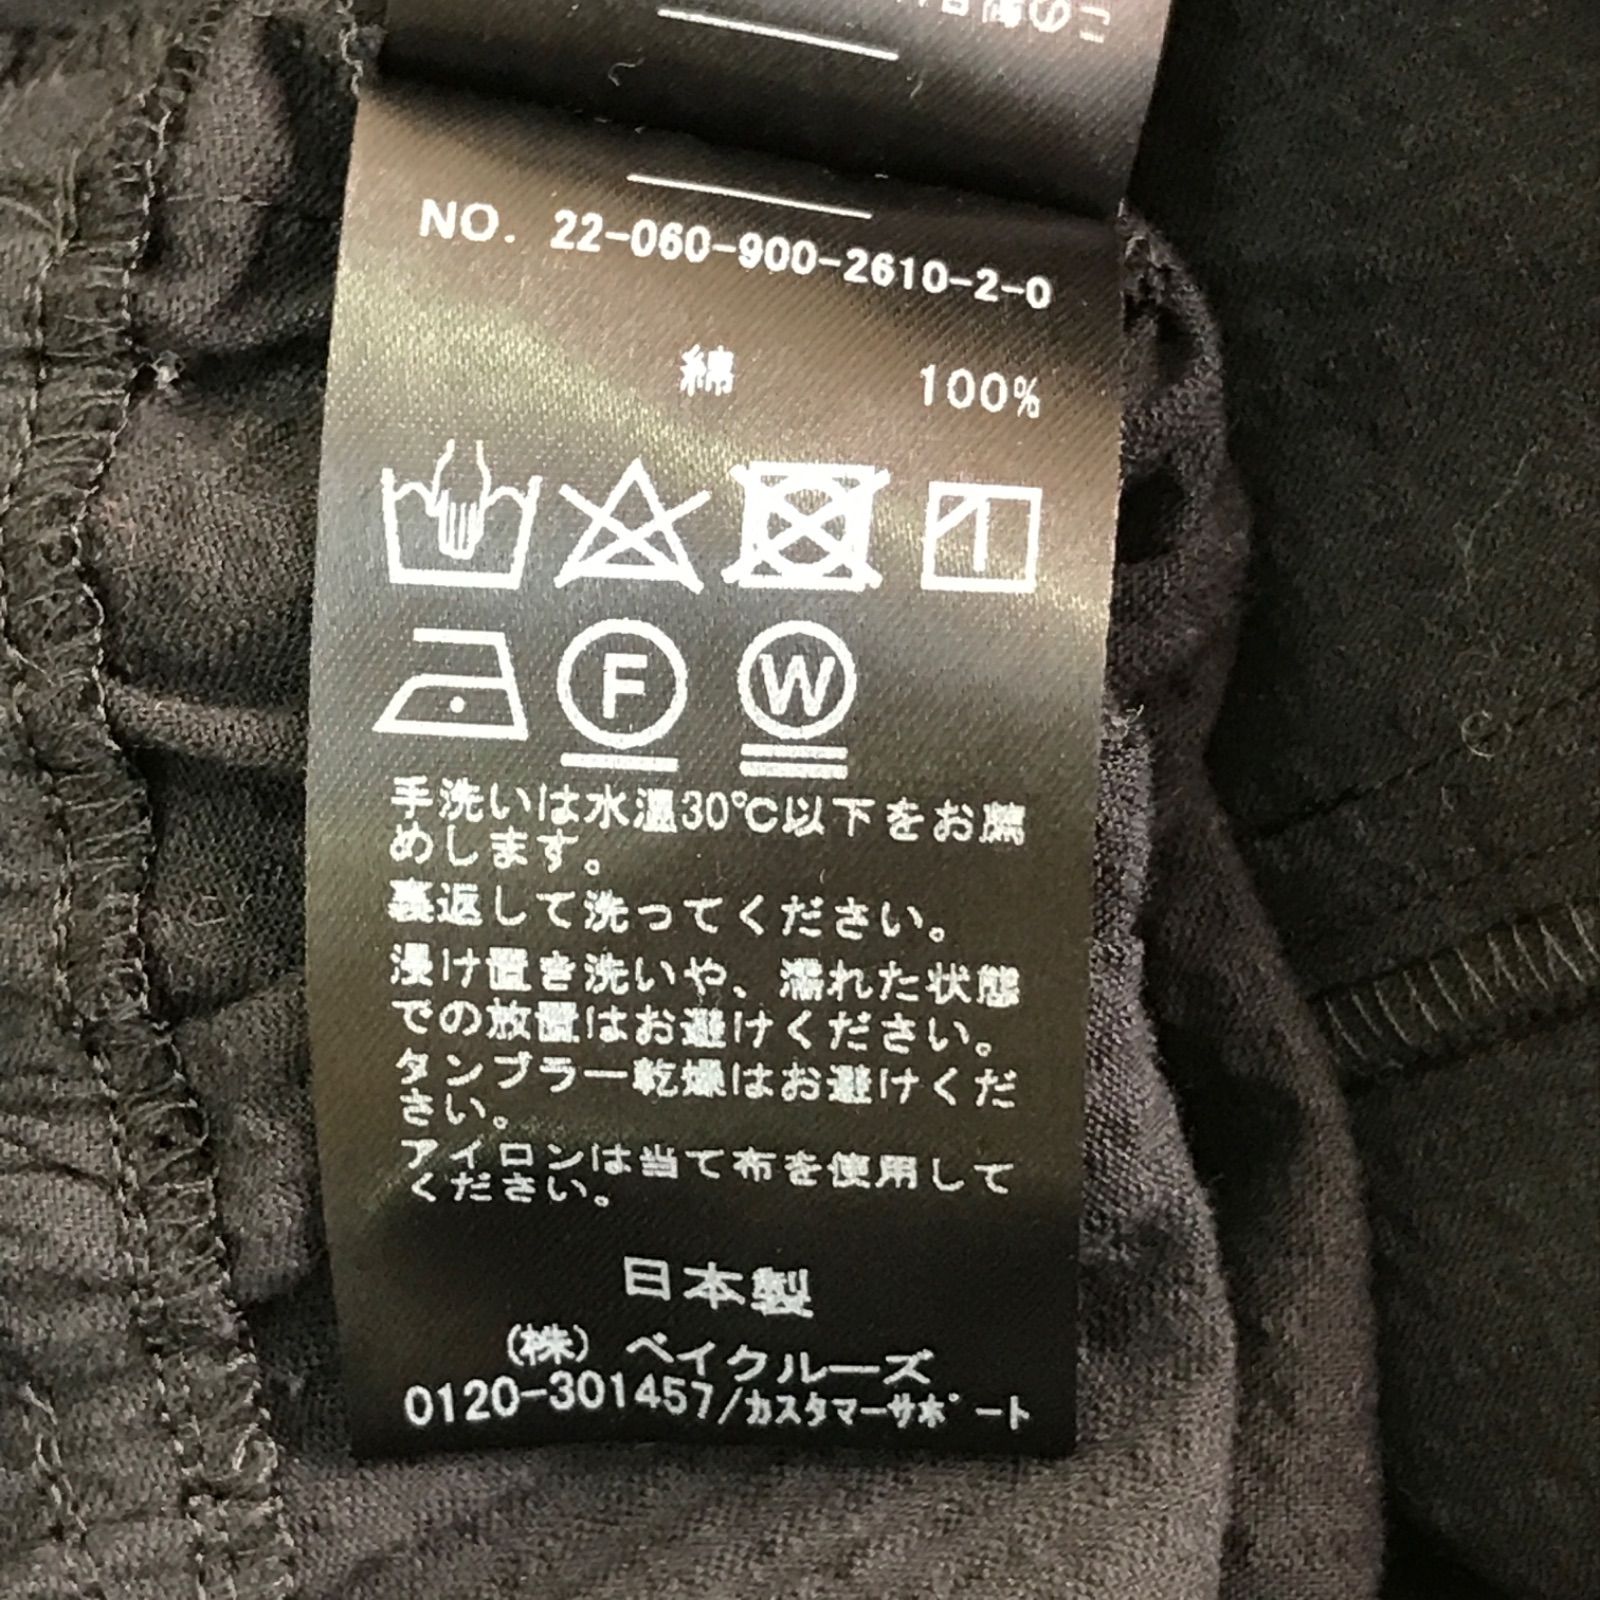 NO. 22-060-900-2610-2-0
綿 100%
F W
手洗いは水温30℃以下をお薦
めします。
裏返して洗ってください。
浸け置き洗いや、濡れた状態
での放置はお避けください。
タンブラー乾燥はお避けくだ
さい。
アイロンは当て布を使用して
ください。
日本製
(株) ベイクルーズ
0120-301457/カスタマーサポート